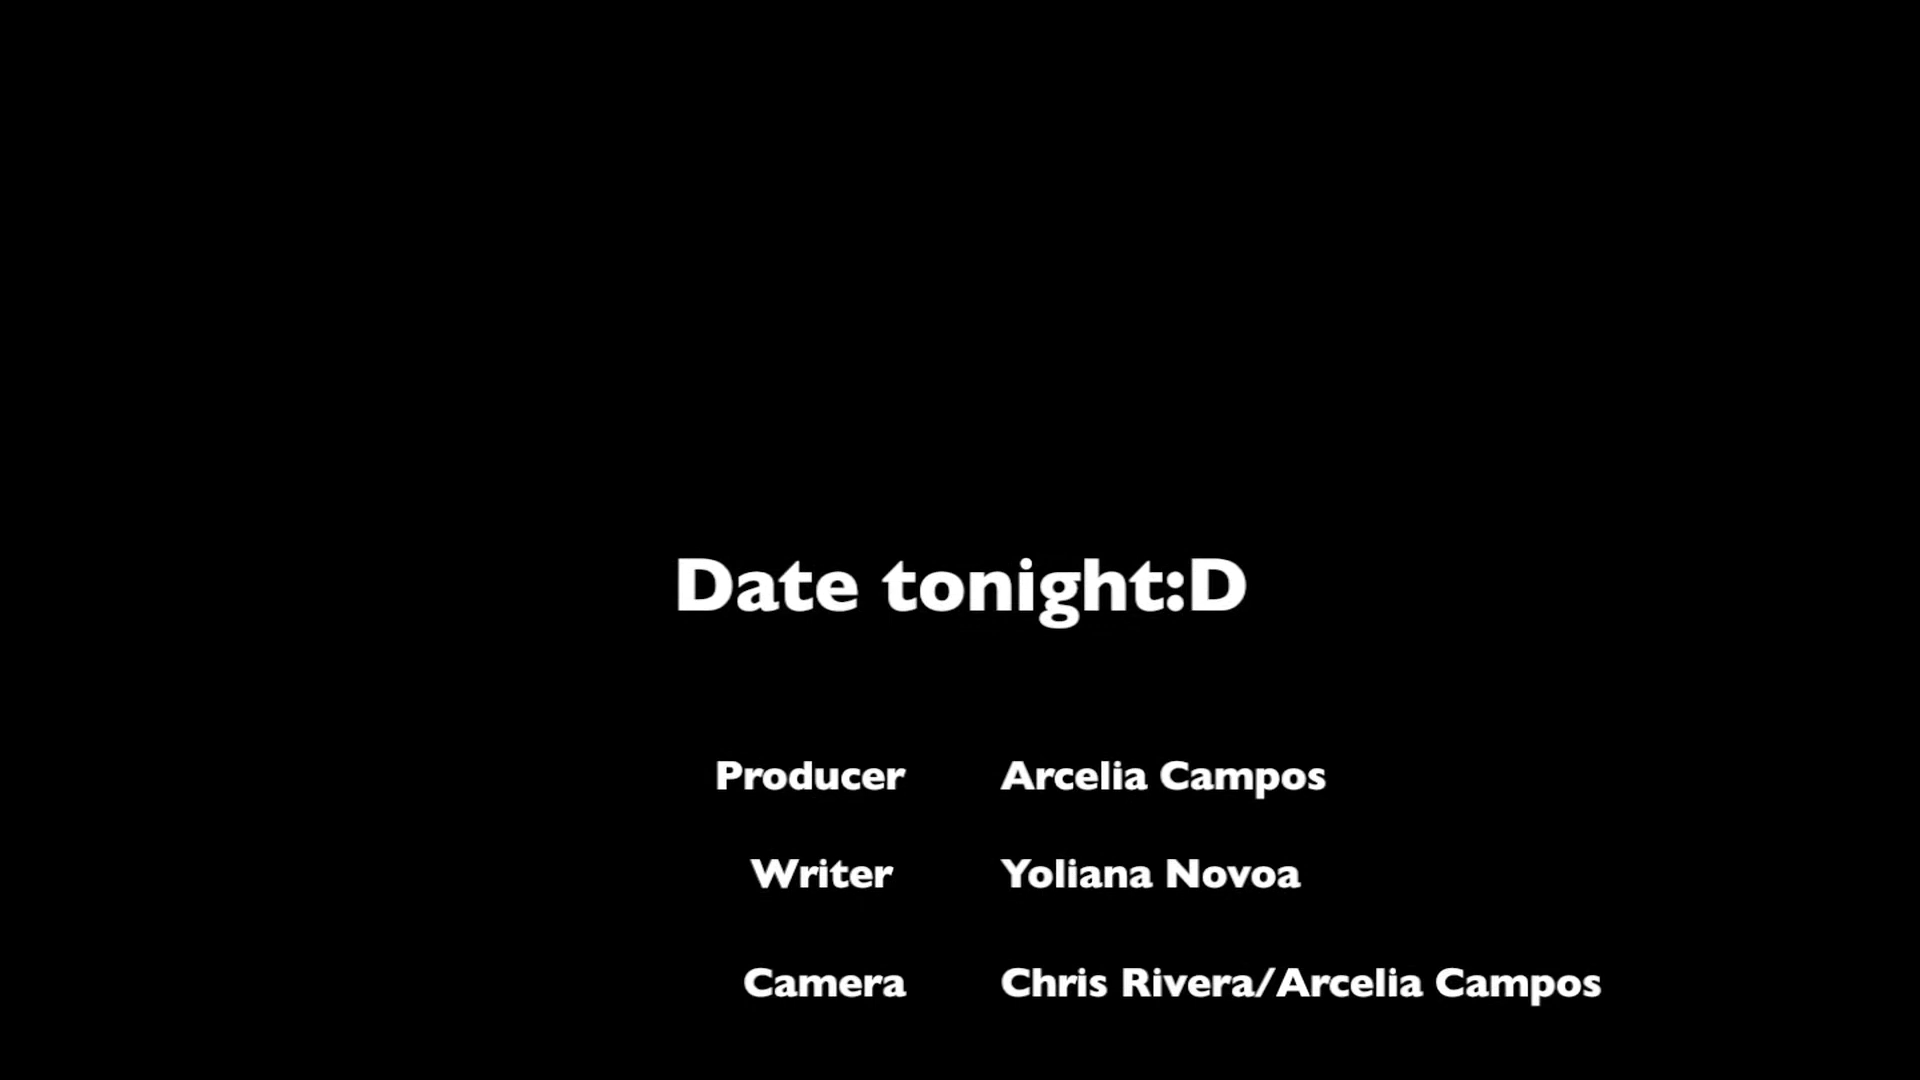 Date tonight:D
Producer Arcelia Campos
Writer Yoliana Novoa
Camera Chris Rivera/Arcelia Campos